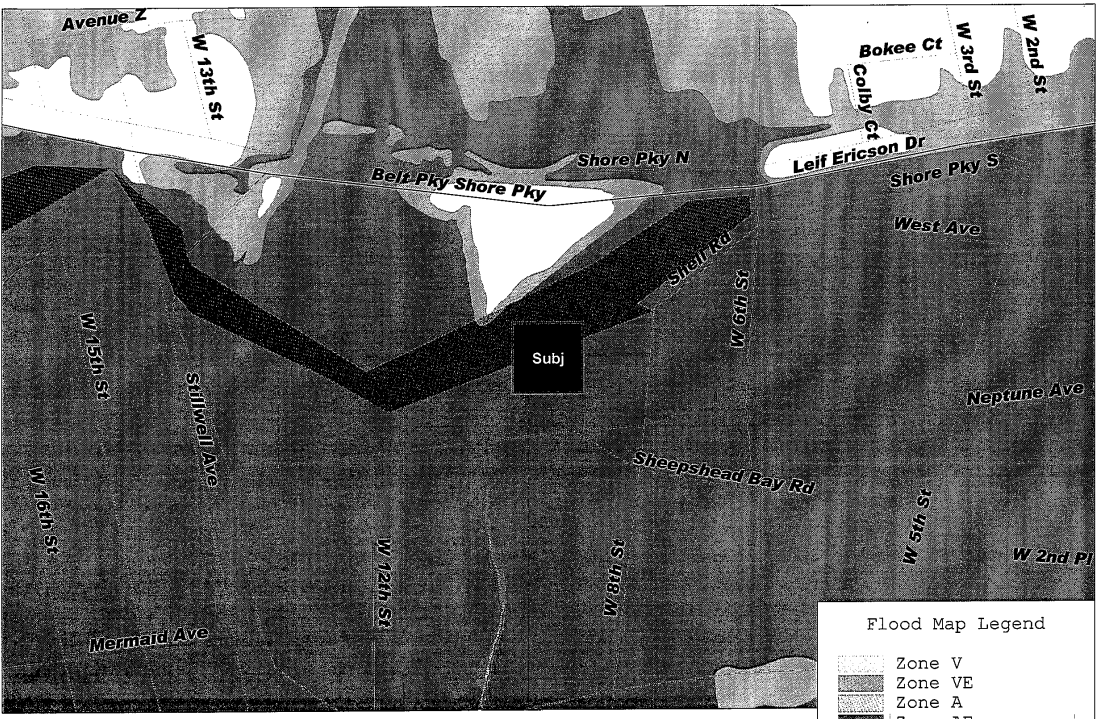 Avenue Z
W 13th St
Bokee Ct
W 3rd St
W 2nd St
Colby Ct
Shore Pky N
Leif Ericson Dr
Belt Pky Shore Pky
Shore Pky S
West Ave
Shell Rd
W 6th St
W 15th St
Subj
Stillwell Ave
Neptune Ave
Sheepshead Bay Rd
W 16th St
W 5th St
W 12th St
W 8th St
W 2nd Pl
Mermaid Ave
Flood Map Legend
Zone V
Zone VE
Zone A